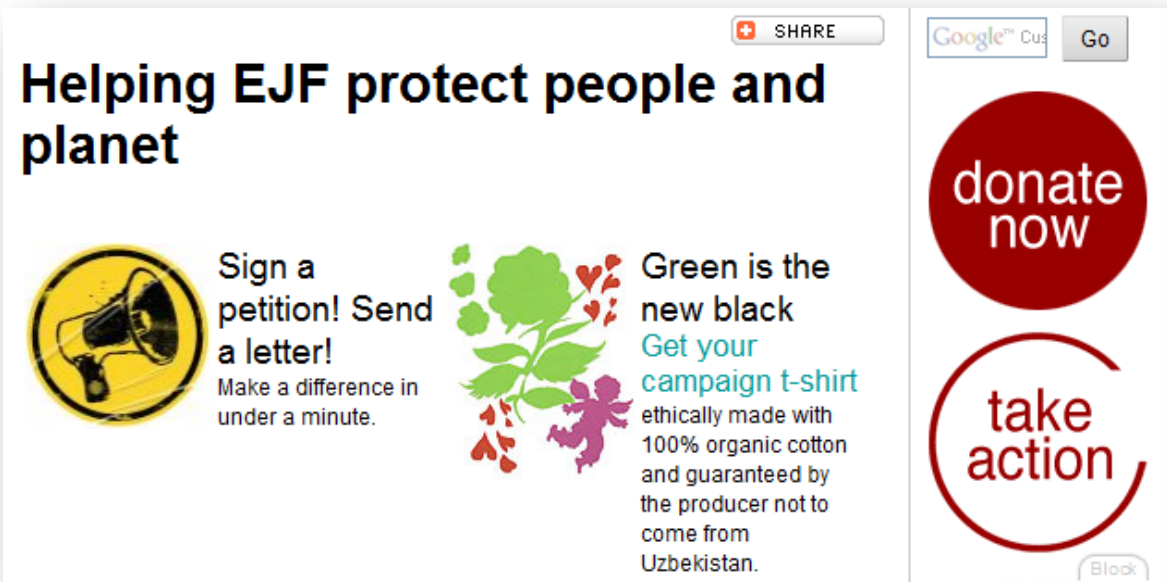 SHARE
Google™ Cus
Go
Helping EJF protect people and
planet
Sign a
petition! Send
a letter!
Make a difference in
under a minute.
Green is the
new black
Get your
campaign t-shirt
ethically made with
100% organic cotton
and guaranteed by
the producer not to
come from
Uzbekistan.
donate
now
take
action
Block